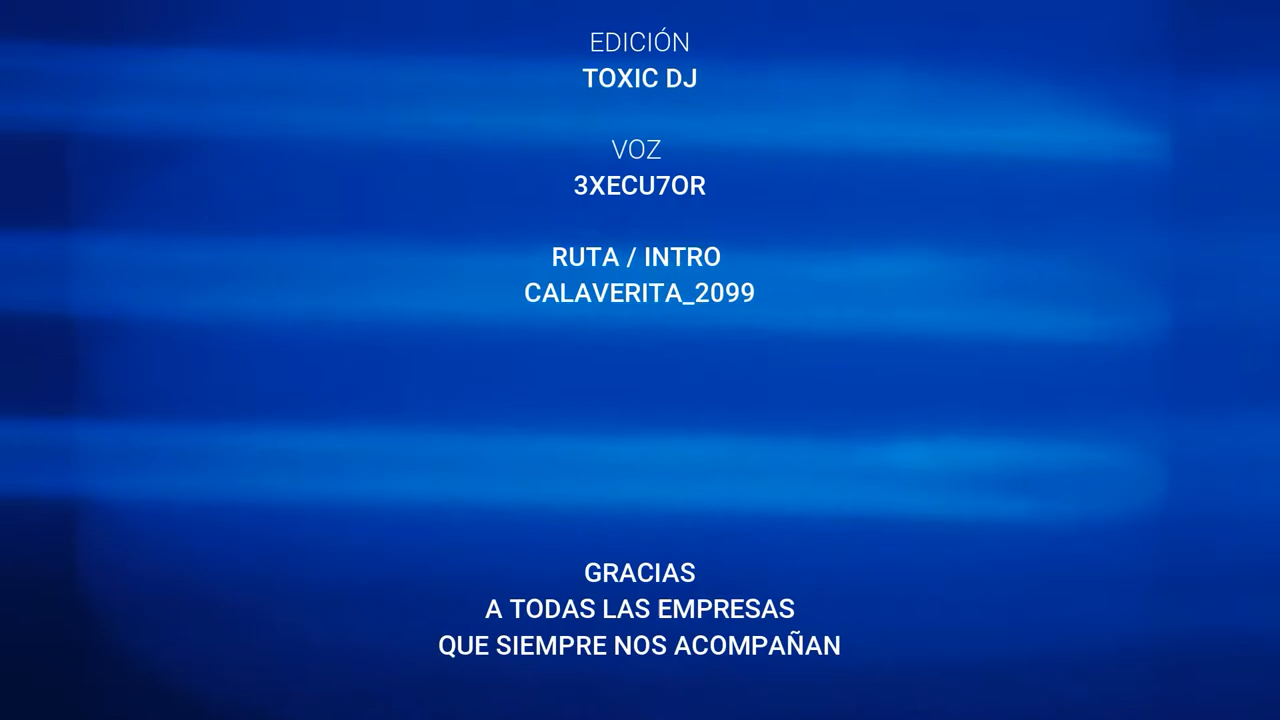 EDICIÓN
TOXIC DJ
VOZ
3XECU7OR
RUTA / INTRO
CALAVERITA_2099
GRACIAS
A TODAS LAS EMPRESAS
QUE SIEMPRE NOS ACOMPAÑAN